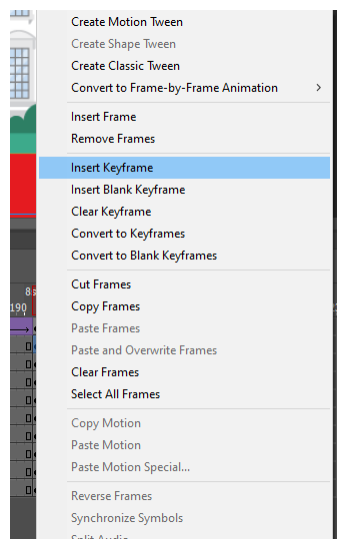 Create Motion Tween
Create Shape Tween
Create Classic Tween
Convert to Frame-by-Frame Animation
Insert Frame
Remove Frames
Insert Keyframe
Insert Blank Keyframe
Clear Keyframe
Convert to Keyframes
Convert to Blank Keyframes
Cut Frames
8s
Copy Frames
190
Paste Frames
Paste and Overwrite Frames
Clear Frames
Select All Frames
Copy Motion
Paste Motion
Paste Motion Special...
Reverse Frames
Synchronize Symbols
Split Audio